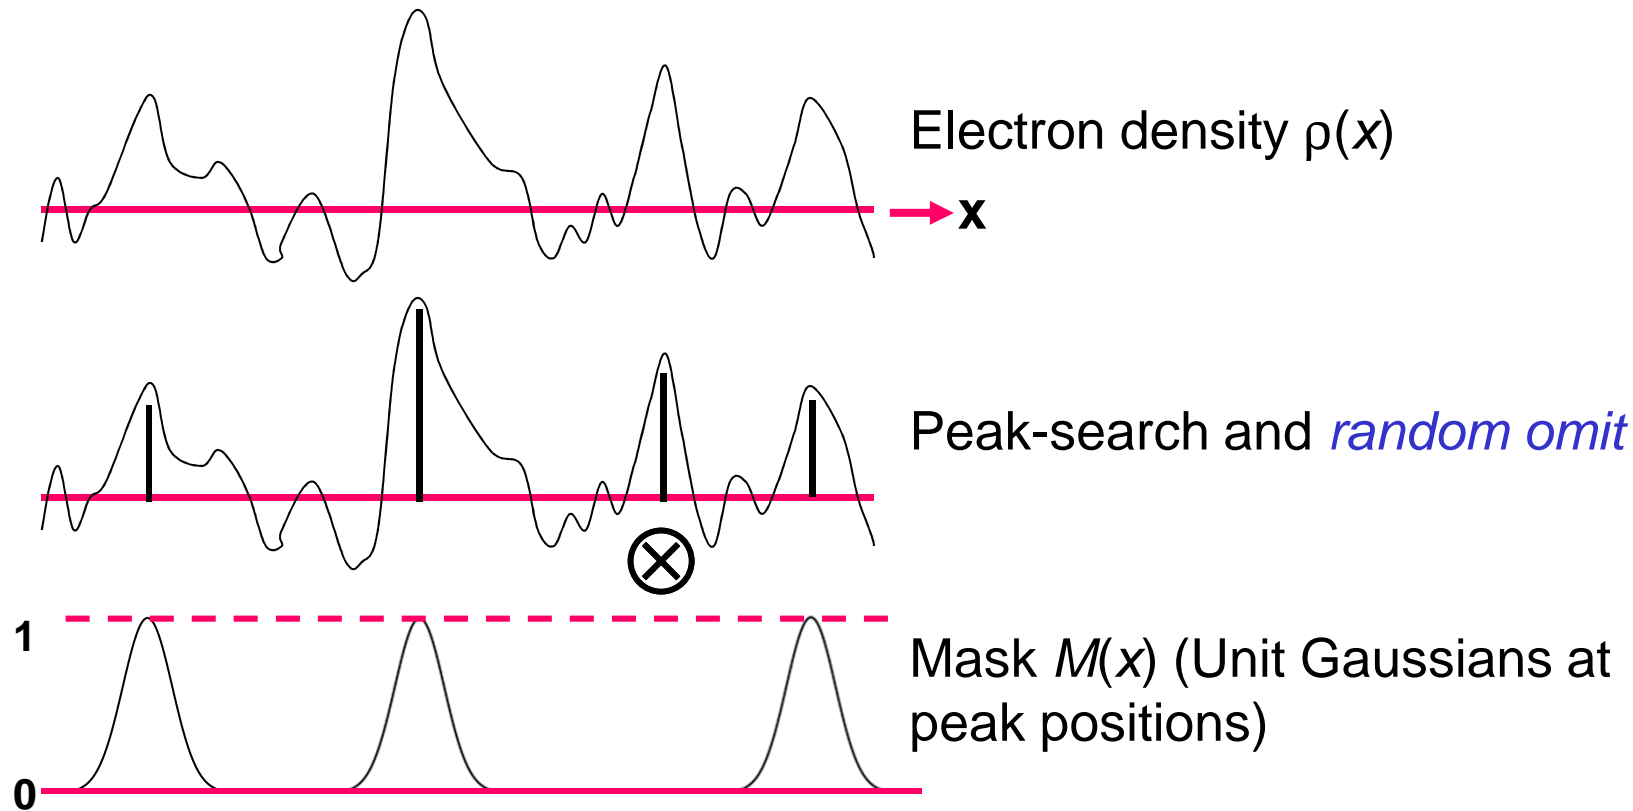 Electron density ρ(x)
x
Peak-search and random omit
1
Mask M(x) (Unit Gaussians at
peak positions)
0